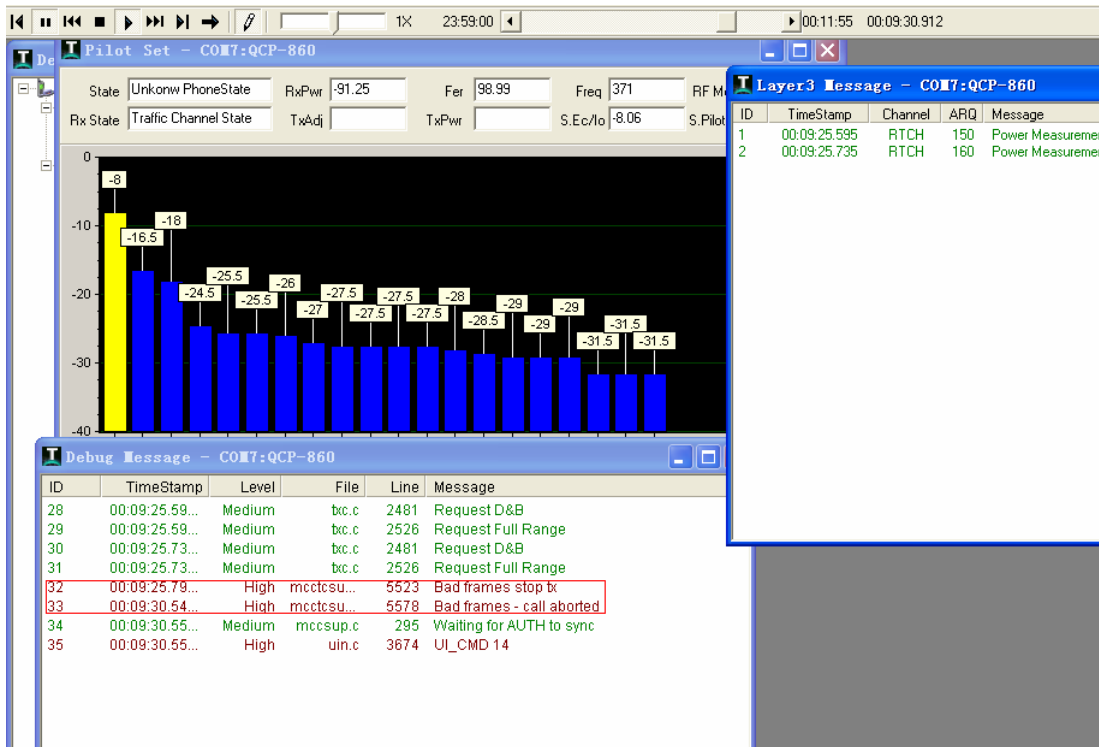 1X 23:59:00 00:11:55 00:09:30.912
De
Pilot Set - COM7:QCP-860
State Unkonw PhoneState RxPwr -91.25 Fer 98.99 Freq 371 RF Mo
Rx State Traffic Channel State TxAdj TxPwr S.Ec/Io -8.06 S.Pilot
0
-10
-20
-30
-40
-8
-16.5
-18
-24.5
-25.5
-25.5
-26
-27
-27.5
-27.5
-27.5
-27.5
-28
-28.5
-29
-29
-29
-31.5
-31.5
-31.5
Layer3 Message - COM7:QCP-860
ID TimeStamp Channel ARQ Message
1 00:09:25.595 RTCH 150 Power Measureme
2 00:09:25.735 RTCH 160 Power Measureme
Debug Message - COM7:QCP-860
ID TimeStamp Level File Line Message
28 00:09:25.59... Medium txc.c 2481 Request D&B
29 00:09:25.59... Medium txc.c 2526 Request Full Range
30 00:09:25.73... Medium txc.c 2481 Request D&B
31 00:09:25.73... Medium txc.c 2526 Request Full Range
32 00:09:25.79... High mcctcsu... 5523 Bad frames stop tx
33 00:09:30.54... High mcctcsu... 5578 Bad frames - call aborted
34 00:09:30.55... Medium mccsup.c 295 Waiting for AUTH to sync
35 00:09:30.55... High uin.c 3674 UI_CMD 14